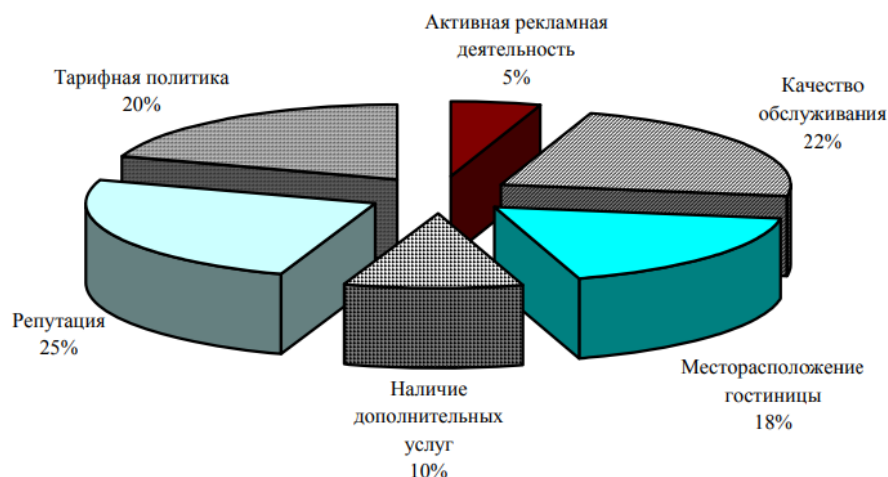 Активная рекламная
деятельность
5%
Качество
обслуживания
22%
Месторасположение
гостиницы
18%
Наличие
дополнительных
услуг
10%
Репутация
25%
Тарифная политика
20%